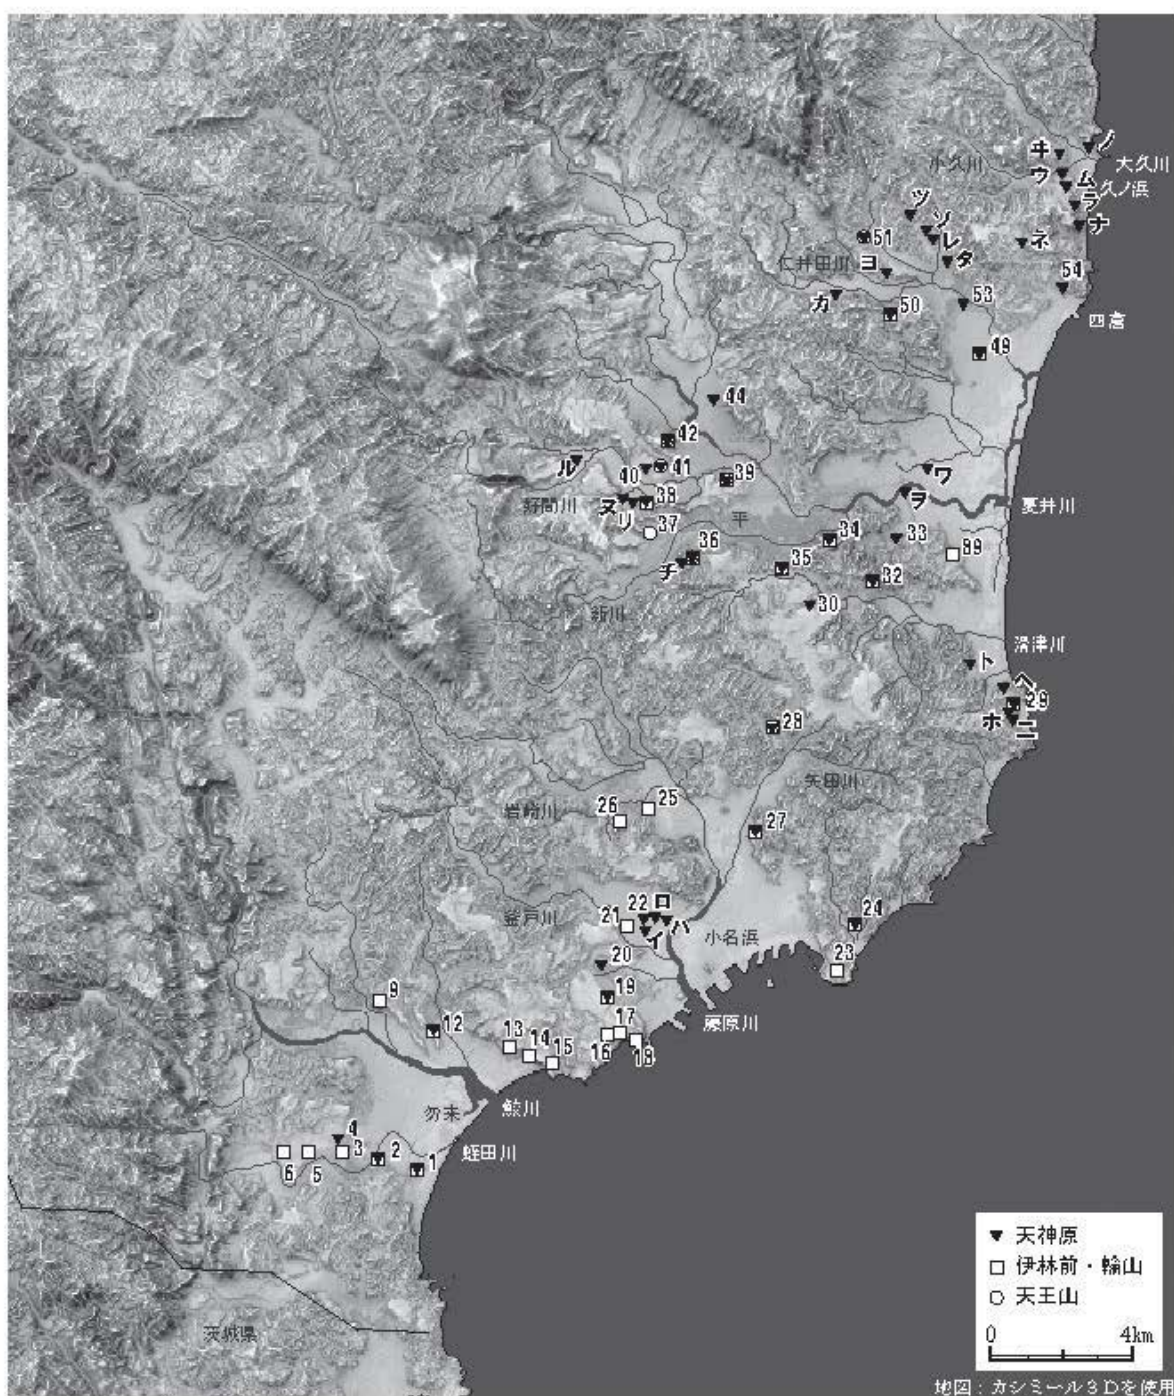 ノ
ヰ
大久川
小久川
ウ
ム
久ノ浜
ラ
ツ
ソ
ナ
51
レ
ネ
タ
仁井田川
ヨ
54
カ
53
50
四倉
49
44
42
ル
40
41
39
ワ
好間川
ヌ
38
ヲ
夏井川
リ
平
37
34
33
36
89
チ
35
32
新川
30
滑津川
ト
ヘ
29
ホ
ニ
28
矢田川
岩崎川
26
25
27
釜戸川
22
ロ
21
ハ
イ
24
小名浜
20
23
9
19
藤原川
12
13
14
15
16
17
18
勿来
鮫川
4
蛭田川
6
5
3
2
1
茨城県
▼ 天神原
□ 伊林前・輪山
○ 天王山
0 4km
地図：カシミール3Dを使用